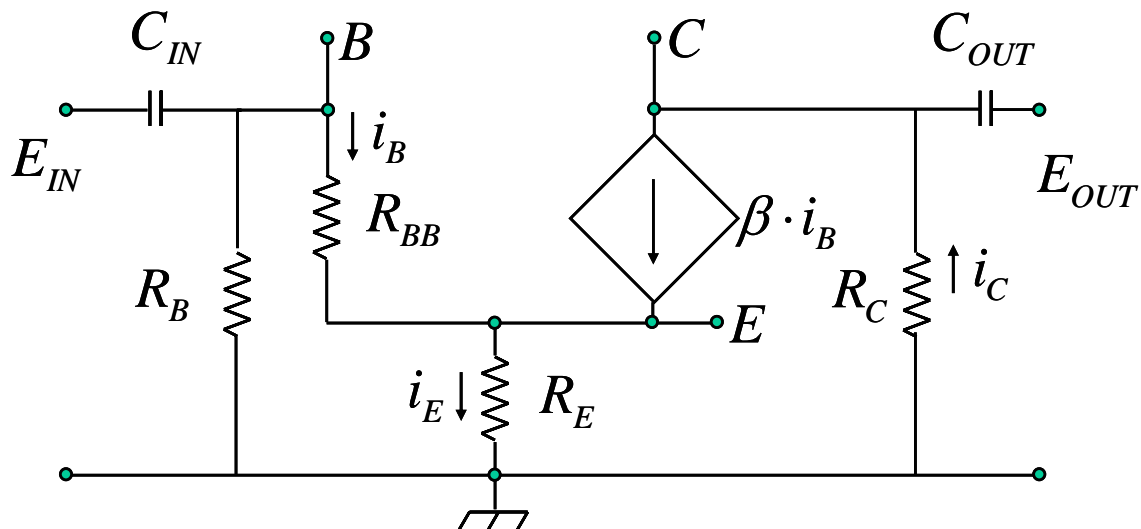 C_IN
B
C
C_OUT
E_IN
i_B
E_OUT
R_BB
β · i_B
R_B
R_C
i_C
E
i_E
R_E